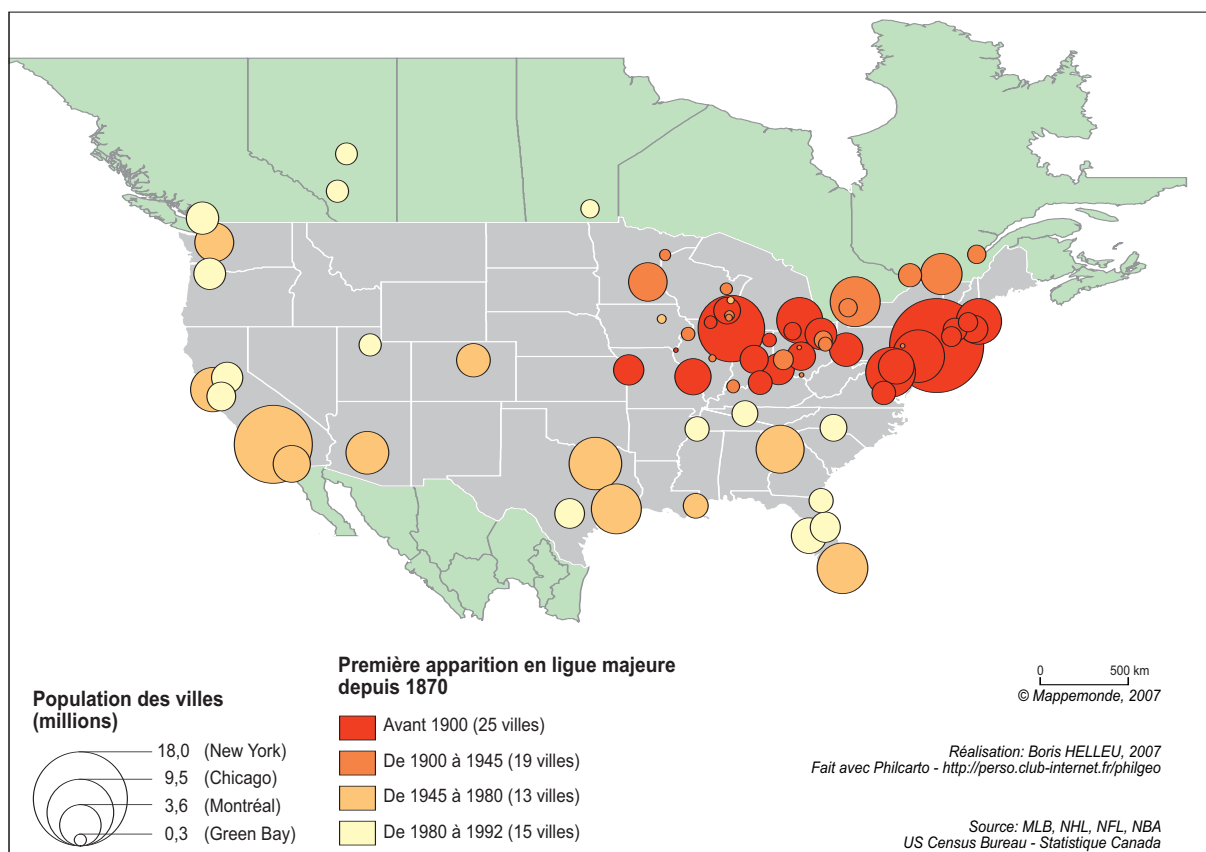 Population des villes
(millions)
18,0 (New York)
9,5 (Chicago)
3,6 (Montréal)
0,3 (Green Bay)
Première apparition en ligue majeure
depuis 1870
Avant 1900 (25 villes)
De 1900 à 1945 (19 villes)
De 1945 à 1980 (13 villes)
De 1980 à 1992 (15 villes)
0 500 km
© Mappemonde, 2007
Réalisation: Boris HELLEU, 2007
Fait avec Philcarto - http://perso.club-internet.fr/philgeo
Source: MLB, NHL, NFL, NBA
US Census Bureau - Statistique Canada